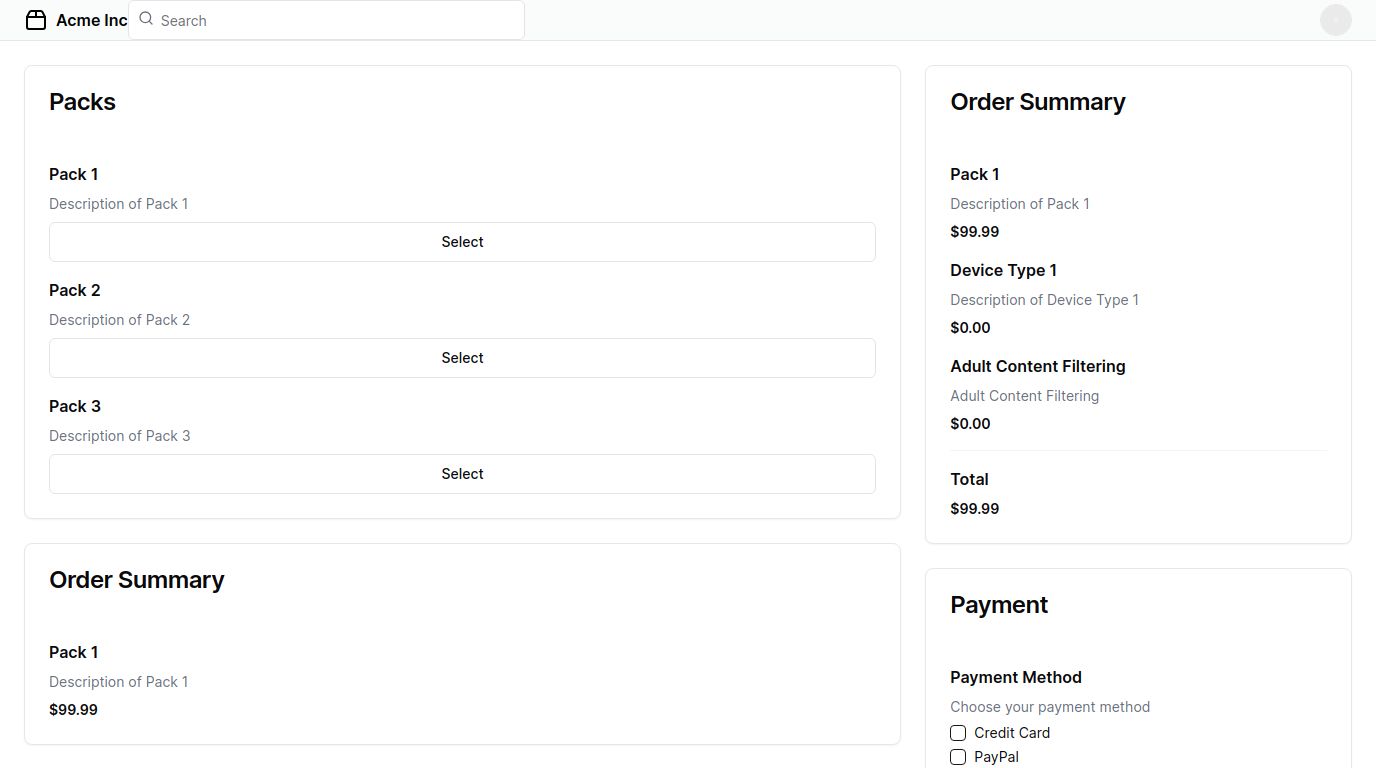 Acme Inc
Search
Packs
Pack 1
Description of Pack 1
Select
Pack 2
Description of Pack 2
Select
Pack 3
Description of Pack 3
Select
Order Summary
Pack 1
Description of Pack 1
$99.99
Order Summary
Pack 1
Description of Pack 1
$99.99
Device Type 1
Description of Device Type 1
$0.00
Adult Content Filtering
Adult Content Filtering
$0.00
Total
$99.99
Payment
Payment Method
Choose your payment method
Credit Card
PayPal